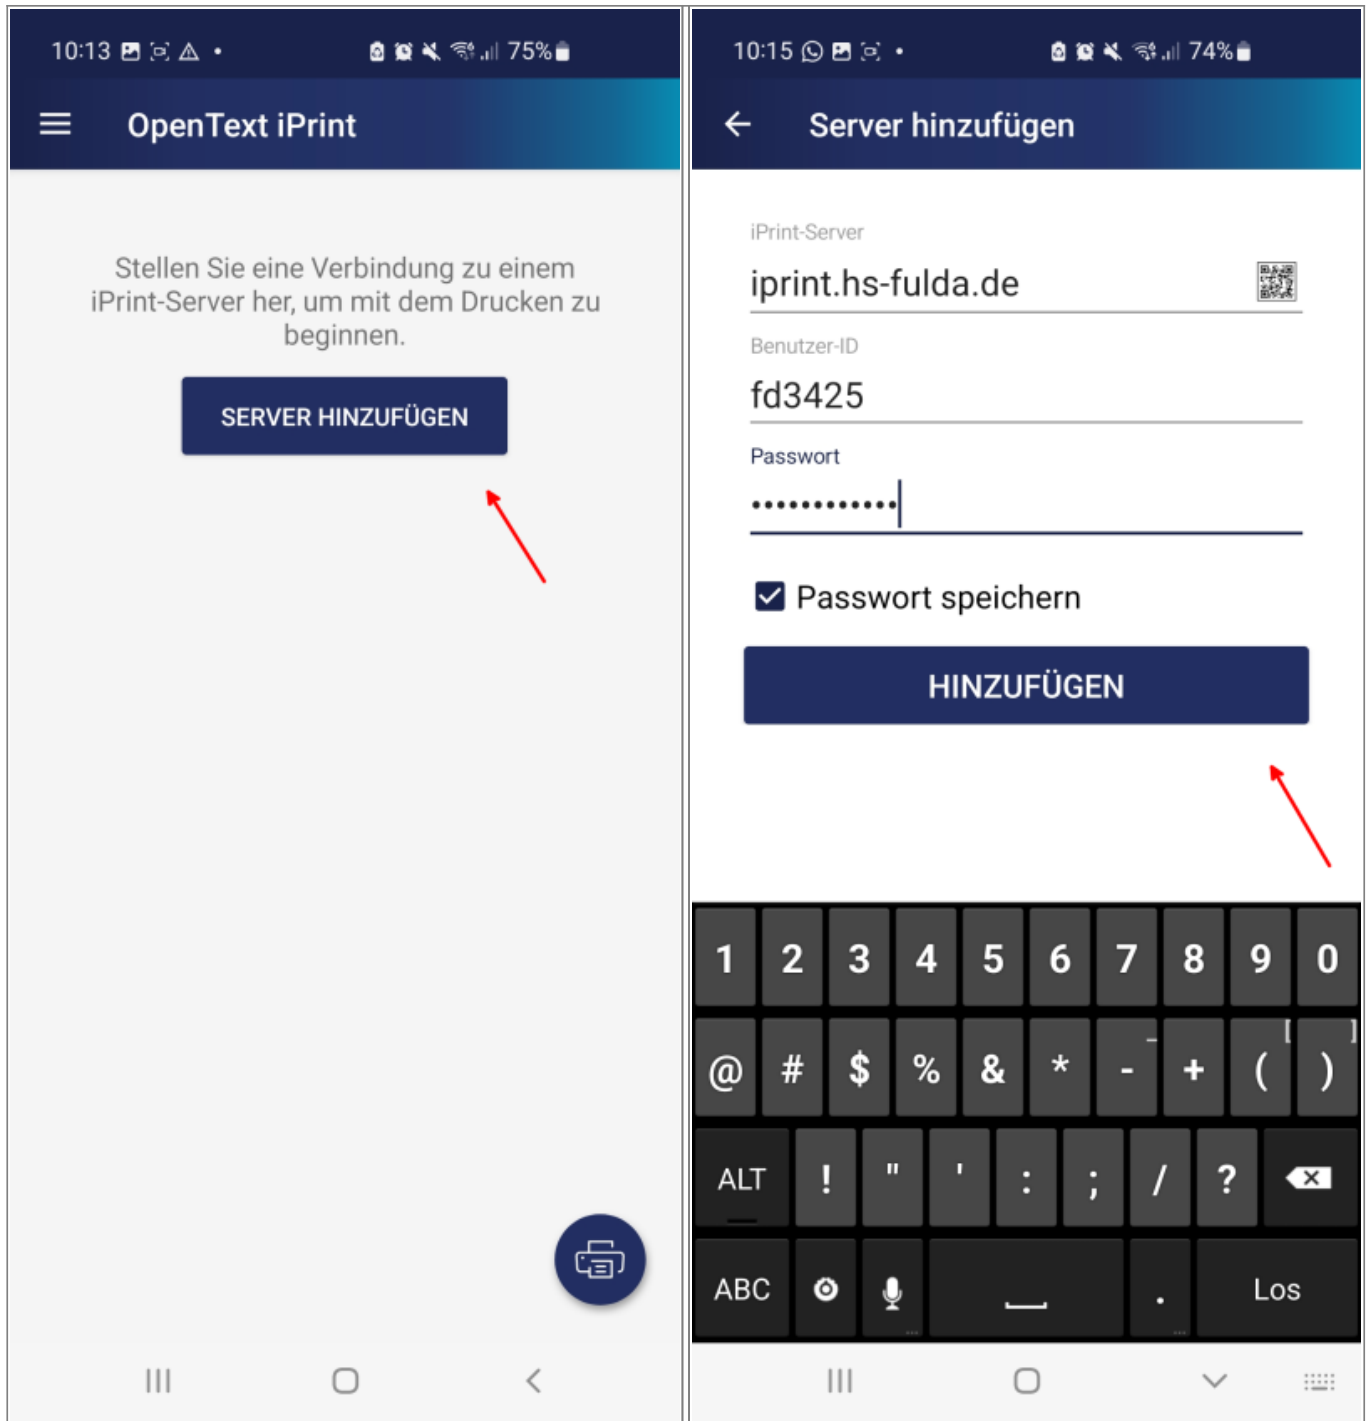 10:13
75%
OpenText iPrint
Stellen Sie eine Verbindung zu einem
iPrint-Server her, um mit dem Drucken zu
beginnen.
SERVER HINZUFÜGEN
10:15
74%
Server hinzufügen
iPrint-Server
iprint.hs-fulda.de
Benutzer-ID
fd3425
Passwort
••••••••••••
Passwort speichern
HINZUFÜGEN
1 2 3 4 5 6 7 8 9 0
@ # $ % & * - _ + ( [ ) ]
ALT ! " ' : ; / ?
ABC . Los